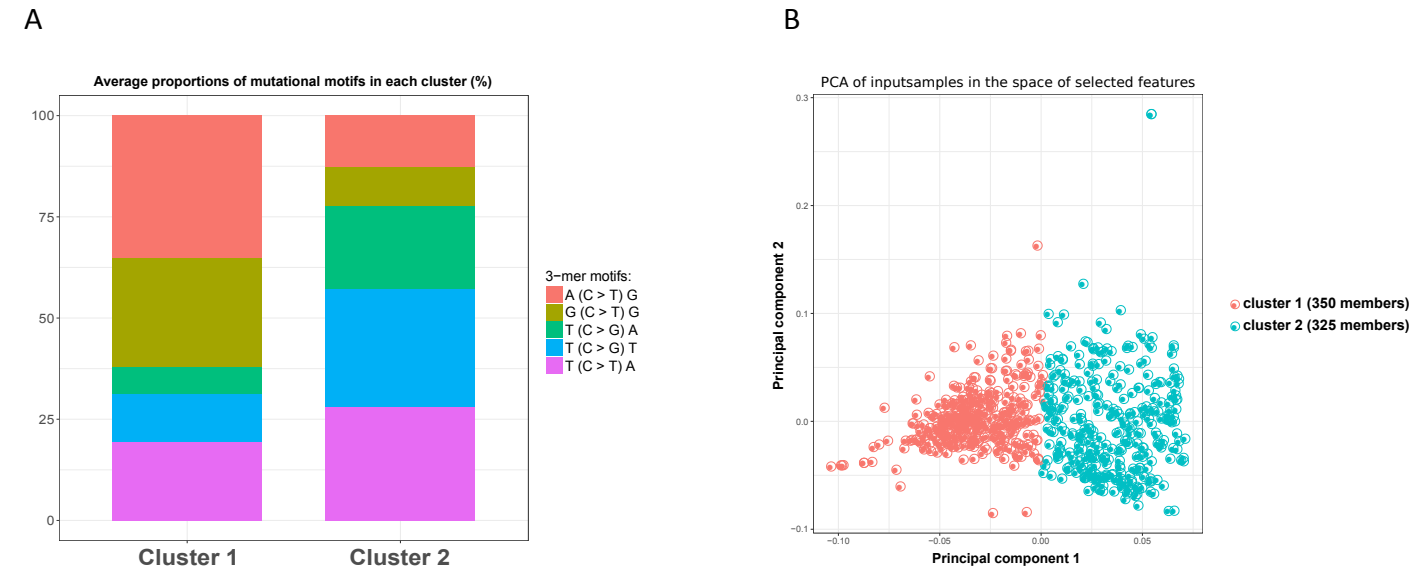 A
B
Average proportions of mutational motifs in each cluster (%)
100
75
50
25
0
Cluster 1
Cluster 2
3−mer motifs:
A (C > T) G
G (C > T) G
T (C > G) A
T (C > G) T
T (C > T) A
PCA of inputsamples in the space of selected features
Principal component 2
0.3
0.2
0.1
0.0
−0.1
−0.10
−0.05
0.00
0.05
Principal component 1
cluster 1 (350 members)
cluster 2 (325 members)